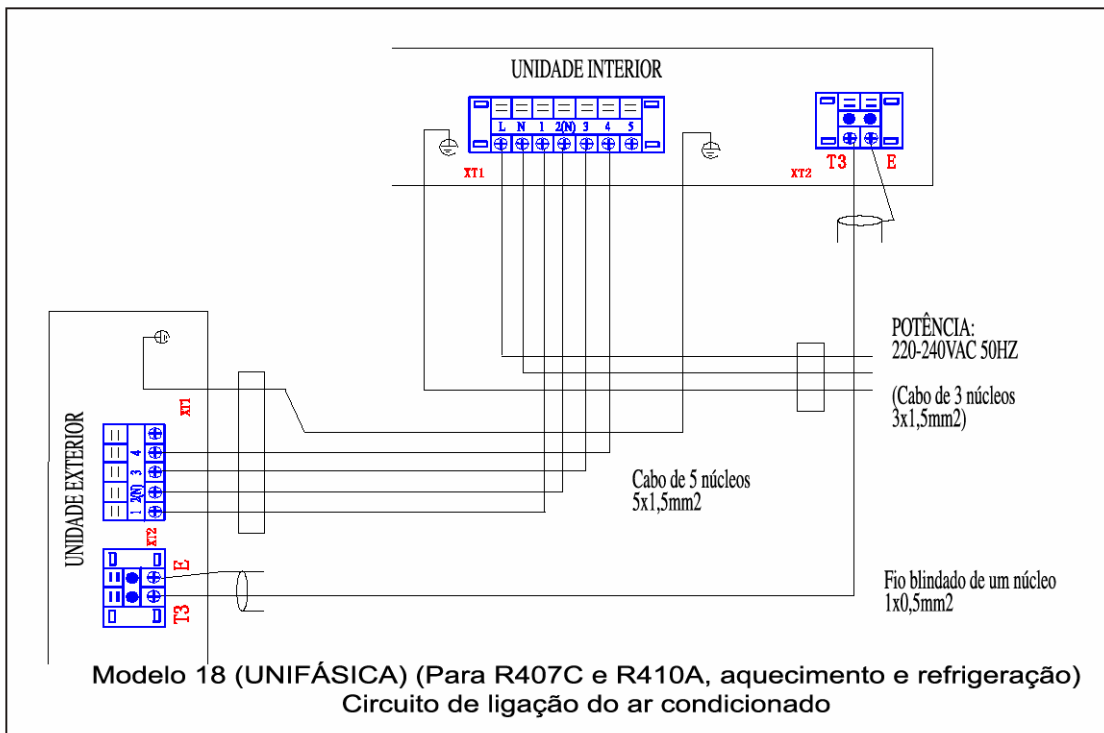 UNIDADE INTERIOR
L N 1 2(N) 3 4 5
XT1
XT2
T3 E
POTÊNCIA:
220-240VAC 50HZ
(Cabo de 3 núcleos
3x1,5mm2)
UNIDADE EXTERIOR
XT1
1 2(N) 3 4
XT2
E
T3
Cabo de 5 núcleos
5x1,5mm2
Fio blindado de um núcleo
1x0,5mm2
Modelo 18 (UNIFÁSICA) (Para R407C e R410A, aquecimento e refrigeração)
Circuito de ligação do ar condicionado